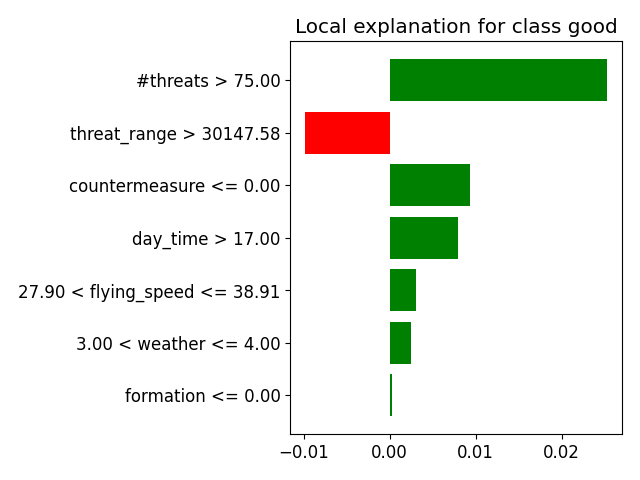 Local explanation for class good
#threats > 75.00
threat_range > 30147.58
countermeasure <= 0.00
day_time > 17.00
27.90 < flying_speed <= 38.91
3.00 < weather <= 4.00
formation <= 0.00
−0.01 0.00 0.01 0.02